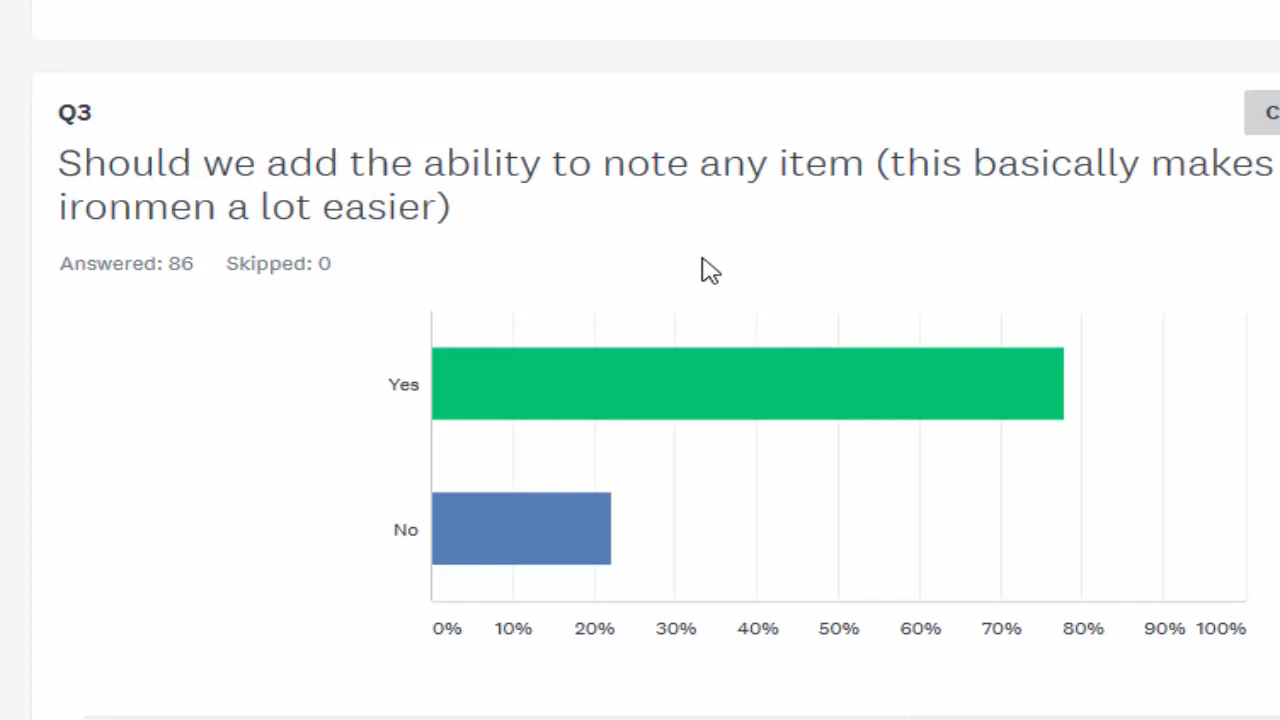 Q3
C
Should we add the ability to note any item (this basically makes
ironmen a lot easier)
Answered: 86 Skipped: 0
Yes
No
0% 10% 20% 30% 40% 50% 60% 70% 80% 90% 100%